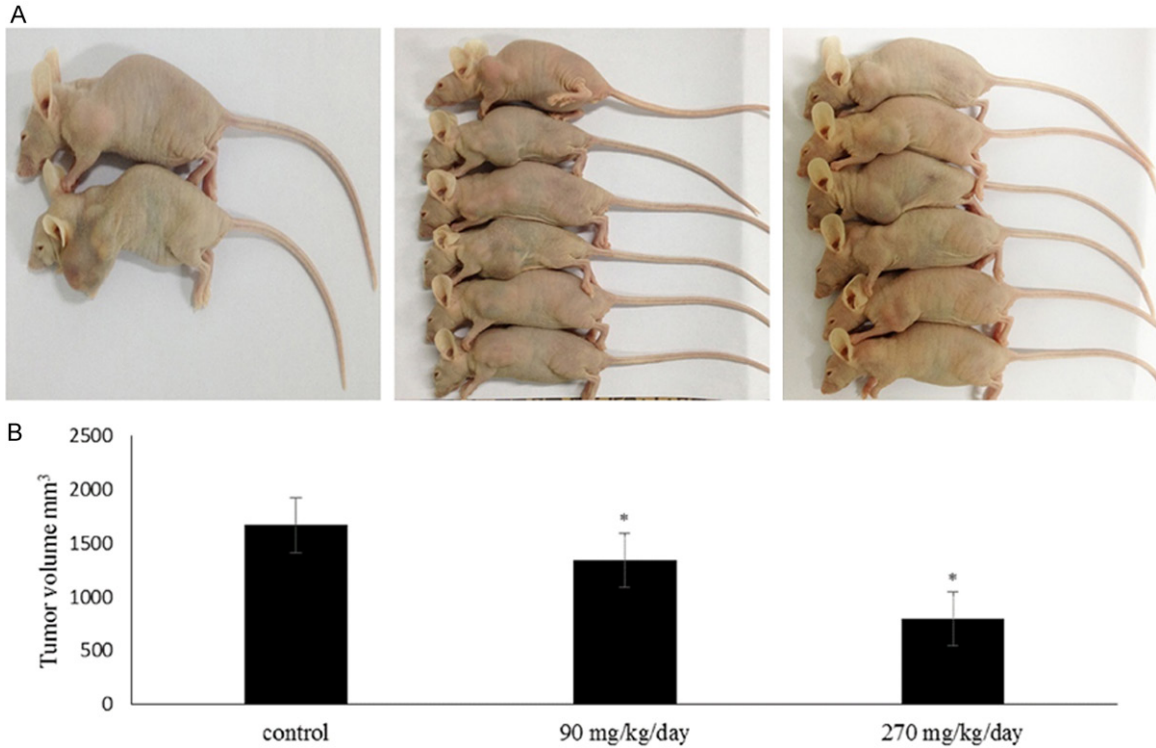 A
B
Tumor volume mm³
2500
2000
1500
1000
500
0
*
*
control
90 mg/kg/day
270 mg/kg/day